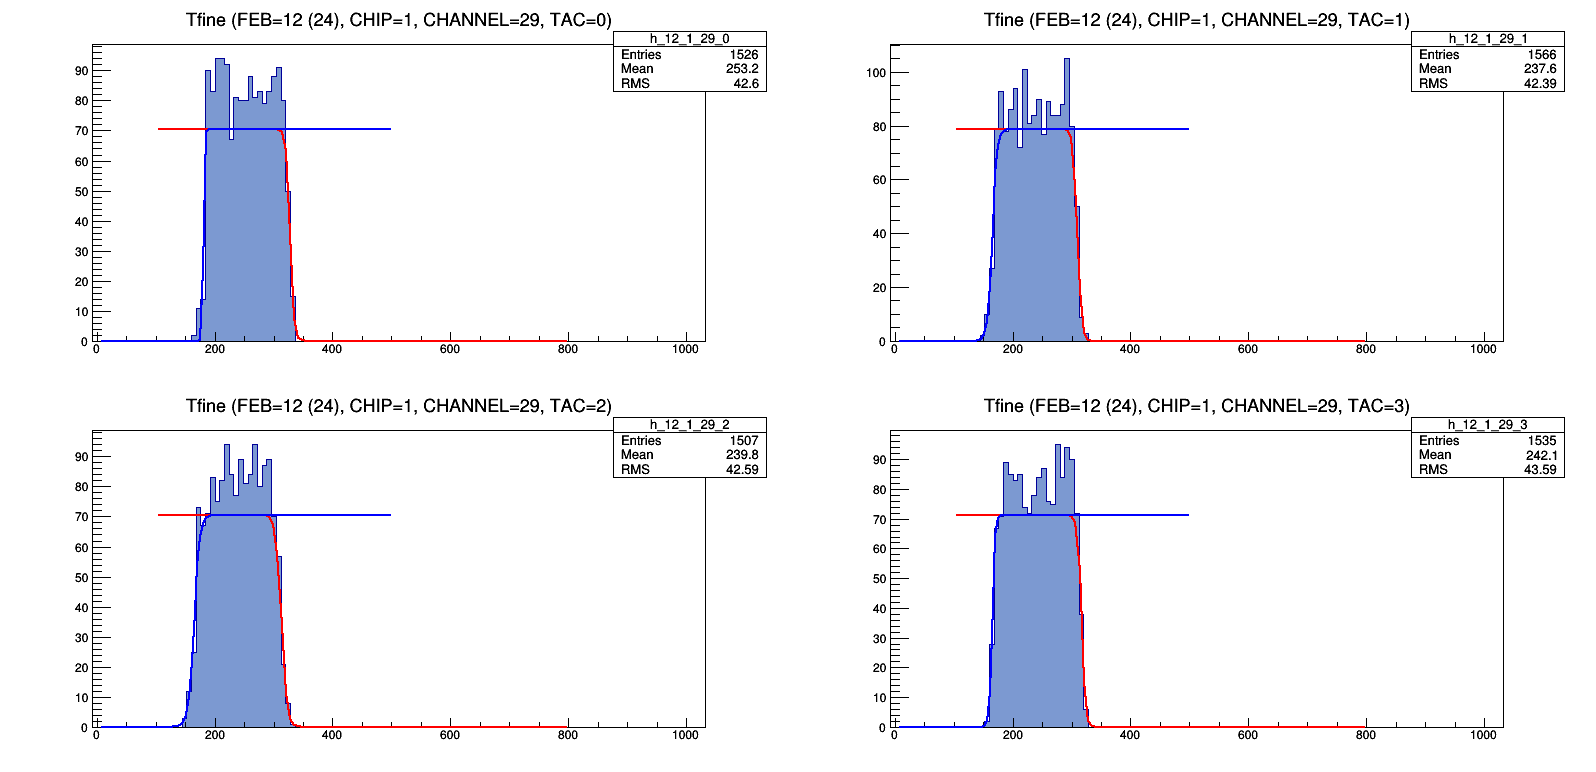 Tfine (FEB=12 (24), CHIP=1, CHANNEL=29, TAC=0)
h_12_1_29_0
Entries 1526
Mean 253.2
RMS 42.6
90
80
70
60
50
40
30
20
10
0
0 200 400 600 800 1000
Tfine (FEB=12 (24), CHIP=1, CHANNEL=29, TAC=1)
h_12_1_29_1
Entries 1566
Mean 237.6
RMS 42.39
100
80
60
40
20
0
0 200 400 600 800 1000
Tfine (FEB=12 (24), CHIP=1, CHANNEL=29, TAC=2)
h_12_1_29_2
Entries 1507
Mean 239.8
RMS 42.59
90
80
70
60
50
40
30
20
10
0
0 200 400 600 800 1000
Tfine (FEB=12 (24), CHIP=1, CHANNEL=29, TAC=3)
h_12_1_29_3
Entries 1535
Mean 242.1
RMS 43.59
90
80
70
60
50
40
30
20
10
0
0 200 400 600 800 1000